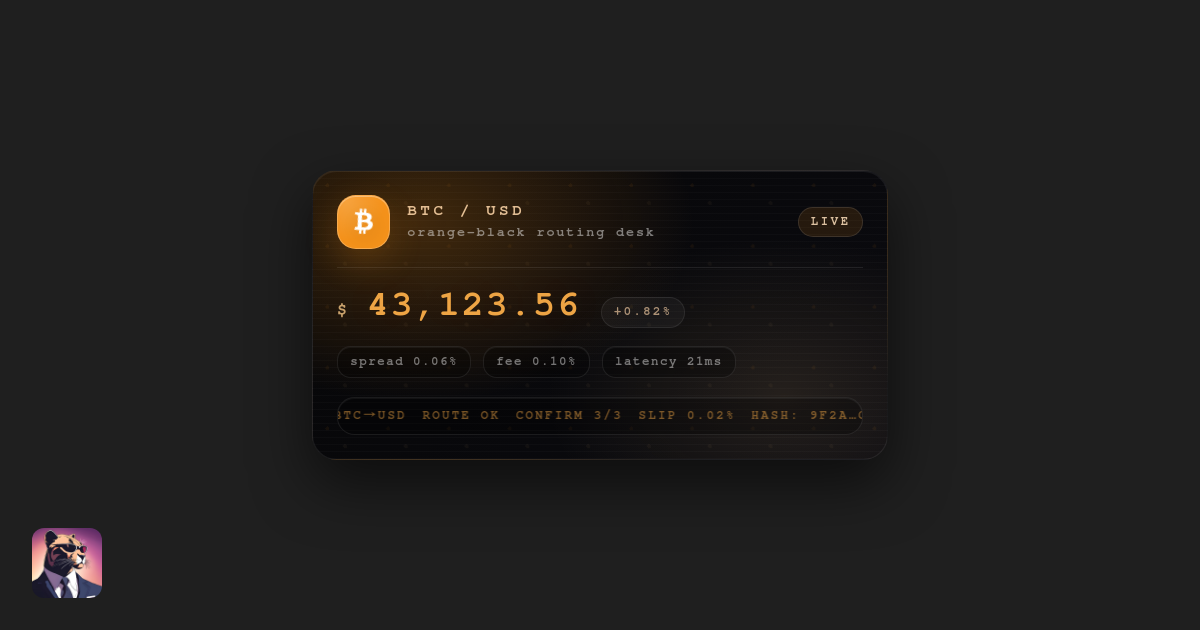 BTC / USD
orange-black routing desk
LIVE
$ 43,123.56
+0.82%
spread 0.06%
fee 0.10%
latency 21ms
BTC→USD ROUTE OK CONFIRM 3/3 SLIP 0.02% HASH: 9F2A…